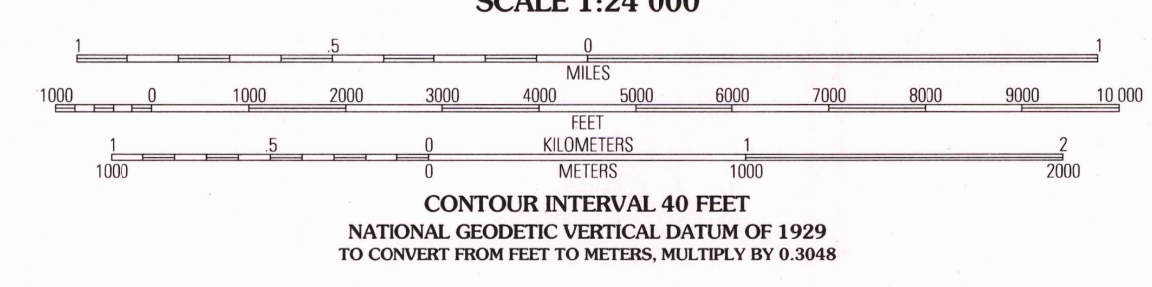 SCALE 1:24 000
1 .5 0 1
MILES
1000 0 1000 2000 3000 4000 5000 6000 7000 8000 9000 10 000
FEET
1 .5 0 KILOMETERS 1 2
1000 0 METERS 1000 2000
CONTOUR INTERVAL 40 FEET
NATIONAL GEODETIC VERTICAL DATUM OF 1929
TO CONVERT FROM FEET TO METERS, MULTIPLY BY 0.3048